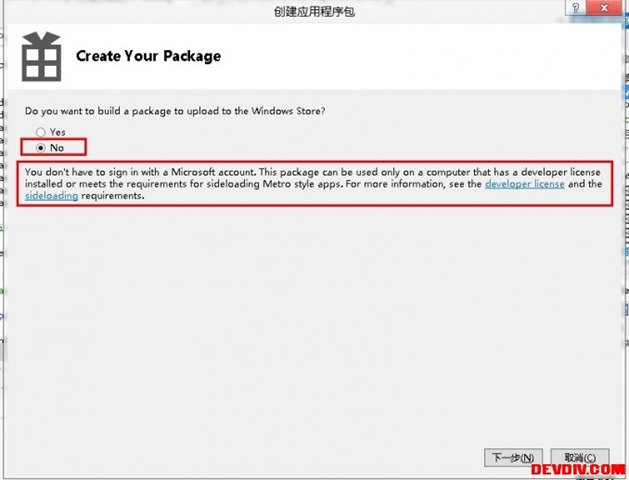 创建应用程序包
?
Create Your Package
Do you want to build a package to upload to the Windows Store?
Yes
No
You don't have to sign in with a Microsoft account. This package can be used only on a computer that has a developer license
installed or meets the requirements for sideloading Metro style apps. For more information, see the developer license and the
sideloading requirements.
下一步(N)
取消(C)
DEVDIV.COM